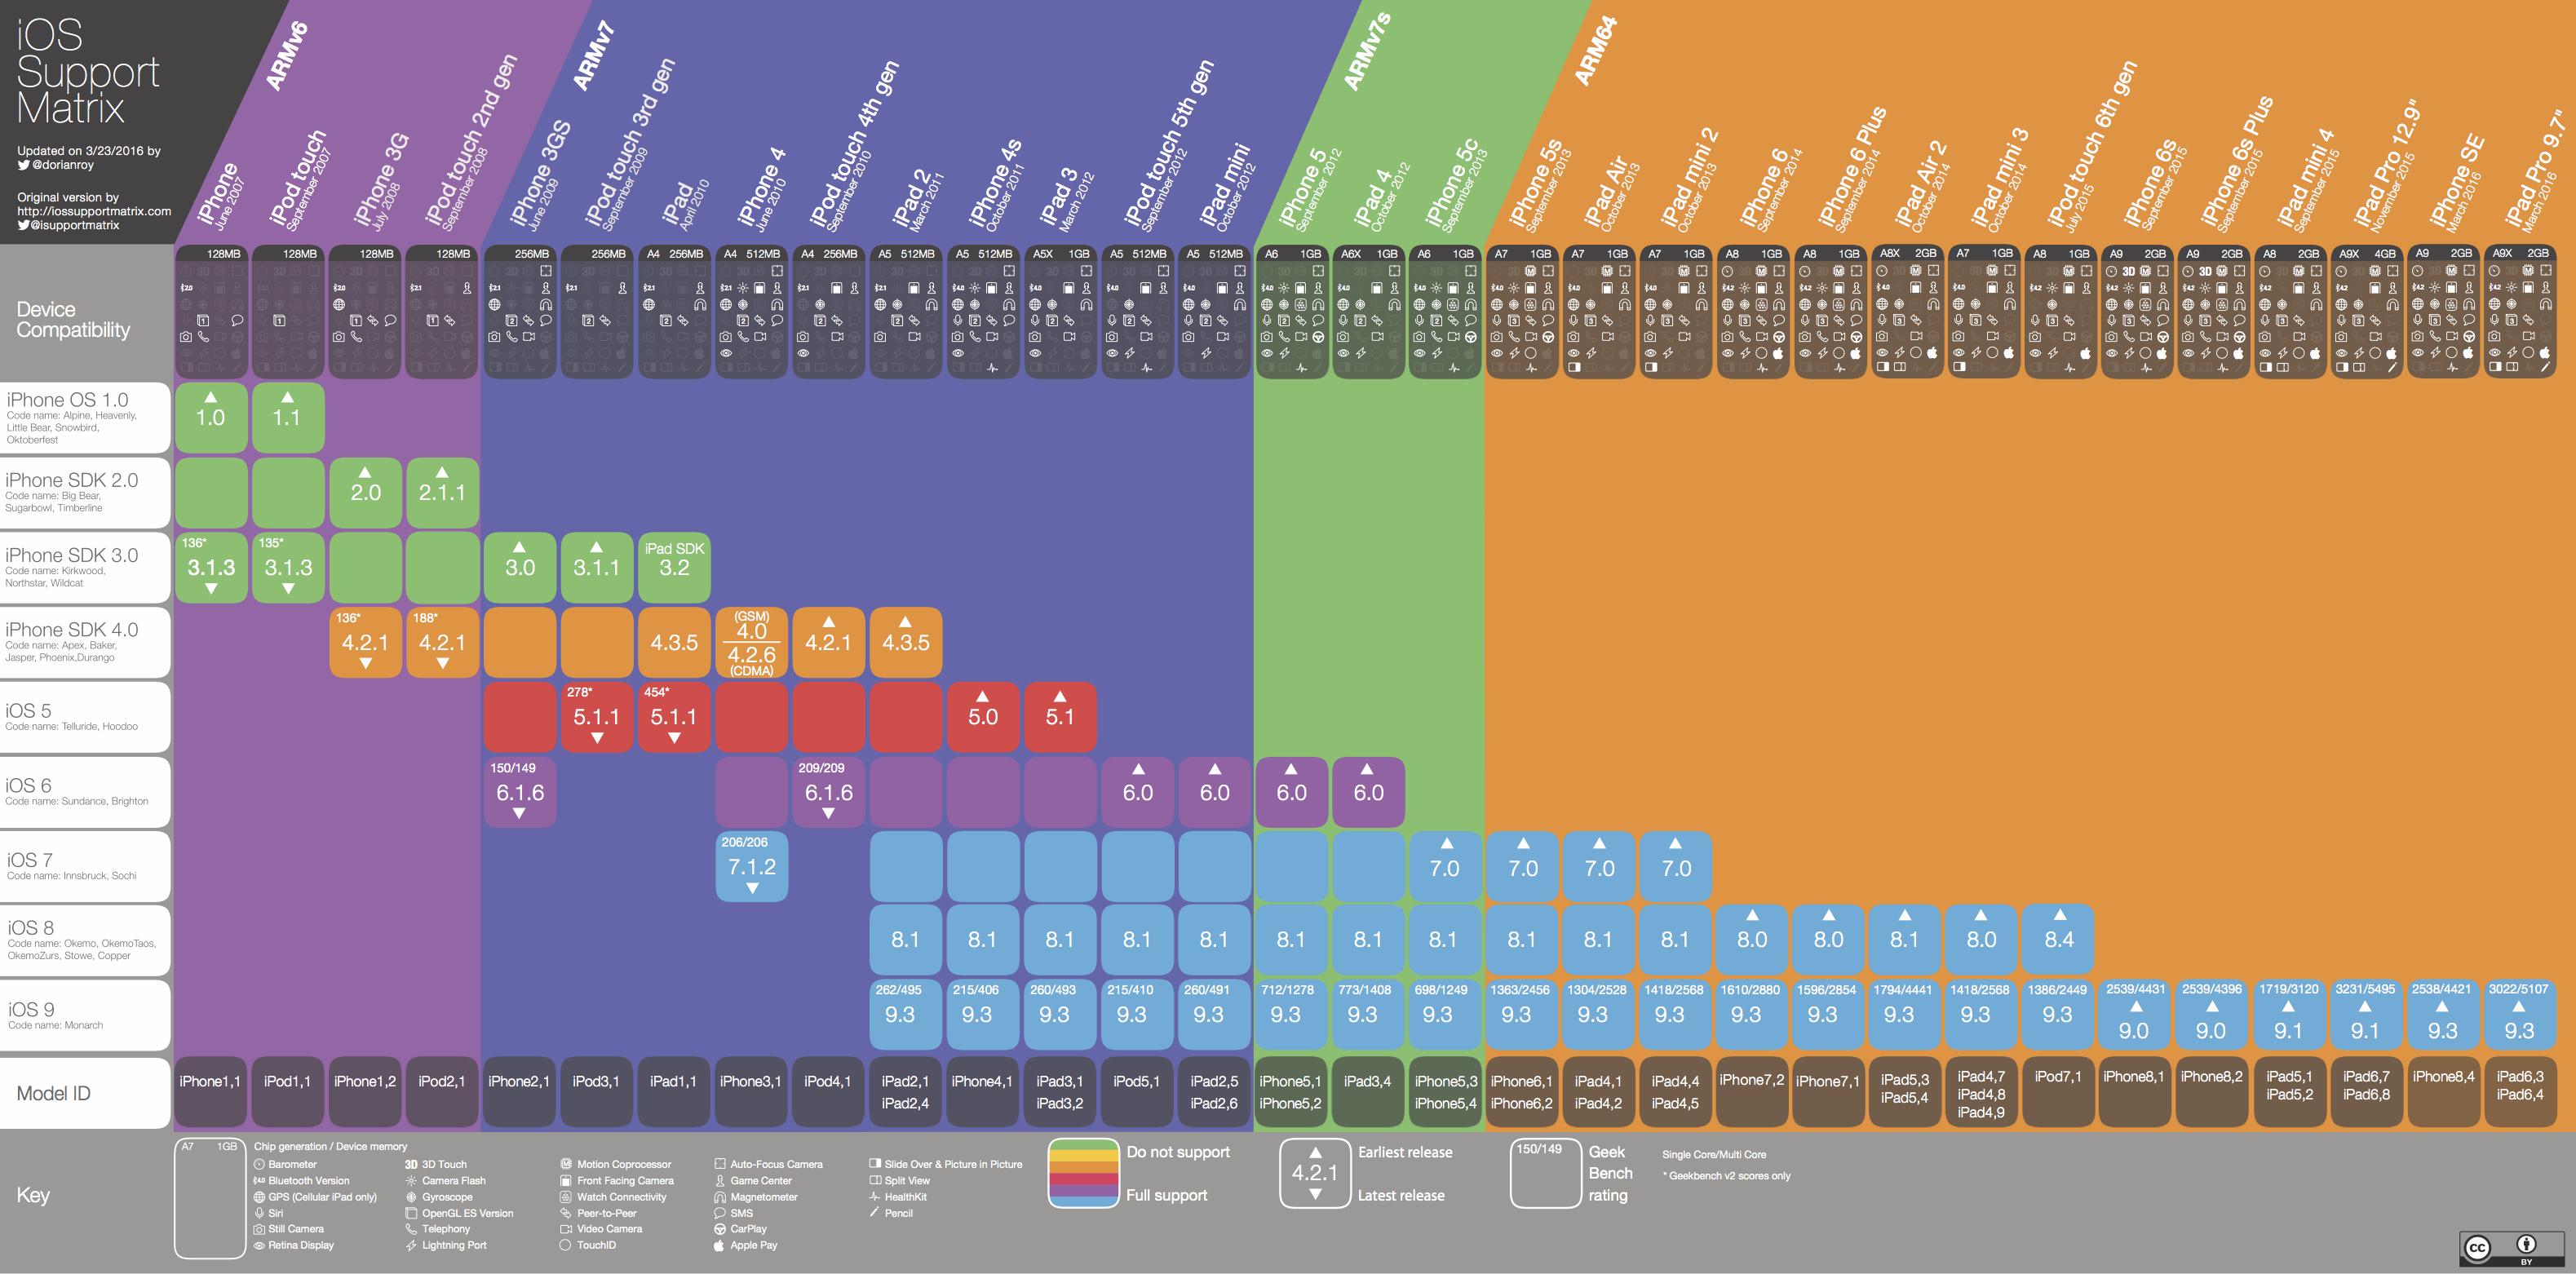 iOS
Support
Matrix
Updated on 3/23/2016 by
@dorianroy
Original version by
http://iossupportmatrix.com
@isupportmatrix
ARMv6
ARMv7
ARMv7s
ARM64
iPhone
June 2007
iPod touch
September 2007
iPhone 3G
July 2008
iPod touch 2nd gen
September 2008
iPhone 3GS
June 2009
iPod touch 3rd gen
September 2009
iPad
April 2010
iPhone 4
June 2010
iPod touch 4th gen
September 2010
iPad 2
March 2011
iPhone 4s
October 2011
iPad 3
March 2012
iPod touch 5th gen
September 2012
iPad mini
October 2012
iPhone 5
September 2012
iPad 4
October 2012
iPhone 5c
September 2013
iPhone 5s
September 2013
iPad Air
October 2013
iPad mini 2
October 2013
iPhone 6
September 2014
iPhone 6 Plus
September 2014
iPad Air 2
October 2014
iPad mini 3
October 2014
iPod touch 6th gen
July 2015
iPhone 6s
September 2015
iPhone 6s Plus
September 2015
iPad mini 4
September 2015
iPad Pro 12.9"
November 2015
iPhone SE
March 2016
iPad Pro 9.7"
March 2016
Device
Compatibility
128MB 128MB 128MB 128MB 256MB 256MB A4 256MB A4 512MB A4 256MB A5 512MB A5 512MB A5X 1GB A5 512MB A5 512MB A6 1GB A6X 1GB A6 1GB A7 1GB A7 1GB A7 1GB A8 1GB A8 1GB A8X 2GB A7 1GB A8 1GB A9 2GB A9 2GB A8 2GB A9X 4GB A9 2GB A9X 2GB
iPhone OS 1.0
Code name: Alpine, Heavenly,
Little Bear, Snowbird,
Oktoberfest
1.0 1.1
iPhone SDK 2.0
Code name: Big Bear,
Sugarbowl, Timberline
2.0 2.1.1
iPhone SDK 3.0
Code name: Kirkwood,
Northstar, Wildcat
136* 135* iPad SDK
3.1.3 3.1.3 3.0 3.1.1 3.2
iPhone SDK 4.0
Code name: Apex, Baker,
Jasper, Phoenix,Durango
136* 188* (GSM)
4.0
4.2.1 4.2.1 4.3.5 4.2.1 4.3.5
4.2.6
(CDMA)
iOS 5
Code name: Telluride, Hoodoo
278* 454*
5.1.1 5.1.1 5.0 5.1
iOS 6
Code name: Sundance, Brighton
150/149 209/209
6.1.6 6.1.6 6.0 6.0 6.0 6.0
iOS 7
Code name: Innsbruck, Sochi
206/206
7.1.2 7.0 7.0 7.0 7.0
iOS 8
Code name: Okemo, OkemoTaos,
OkemoZurs, Stowe, Copper
8.1 8.1 8.1 8.1 8.1 8.1 8.1 8.1 8.1 8.1 8.1 8.0 8.0 8.1 8.0 8.4
iOS 9
Code name: Monarch
262/495 215/406 260/493 215/410 260/491 712/1278 773/1408 698/1249 1363/2456 1304/2528 1418/2568 1610/2880 1596/2854 1794/4441 1418/2568 1386/2449 2539/4431 2539/4396 1719/3120 3231/5495 2538/4421 3022/5107
9.3 9.3 9.3 9.3 9.3 9.3 9.3 9.3 9.3 9.3 9.3 9.3 9.3 9.3 9.3 9.3 9.0 9.0 9.1 9.1 9.3 9.3
Model ID
iPhone1,1 iPod1,1 iPhone1,2 iPod2,1 iPhone2,1 iPod3,1 iPad1,1 iPhone3,1 iPod4,1 iPad2,1 iPhone4,1 iPad3,1 iPod5,1 iPad2,5 iPhone5,1 iPad3,4 iPhone5,3 iPhone6,1 iPad4,1 iPad4,4 iPhone7,2 iPhone7,1 iPad5,3 iPad4,7 iPod7,1 iPhone8,1 iPhone8,2 iPad5,1 iPad6,7 iPhone8,4 iPad6,3
iPad2,4 iPad3,2 iPad2,6 iPhone5,2 iPhone5,4 iPhone6,2 iPad4,2 iPad4,5 iPad5,4 iPad4,8 iPad5,2 iPad6,8 iPad6,4
iPad4,9
Key
A7 1GB
Chip generation / Device memory
Barometer
Bluetooth Version
GPS (Cellular iPad only)
Siri
Still Camera
Retina Display
3D 3D Touch
Camera Flash
Gyroscope
OpenGL ES Version
Telephony
Lightning Port
Motion Coprocessor
Front Facing Camera
Watch Connectivity
Peer-to-Peer
Video Camera
TouchID
Auto-Focus Camera
Game Center
Magnetometer
SMS
CarPlay
Apple Pay
Slide Over & Picture in Picture
Split View
HealthKit
Pencil
Do not support
Full support
4.2.1
Earliest release
Latest release
150/149
Geek
Bench
rating
Single Core/Multi Core
* Geekbench v2 scores only
CC BY